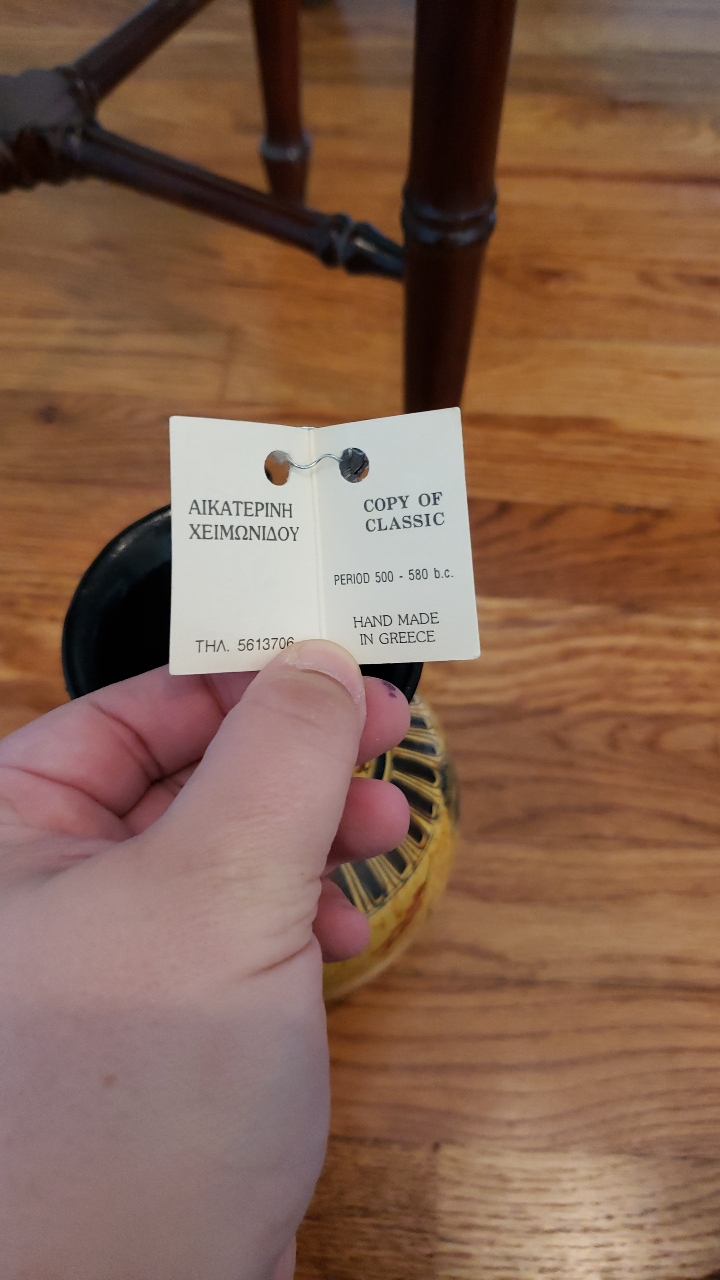 ΑΙΚΑΤΕΡΙΝΗ
ΧΕΙΜΩΝΙΔΟΥ
ΤΗΛ. 5613706
COPY OF
CLASSIC
PERIOD 500 - 580 b.c.
HAND MADE
IN GREECE